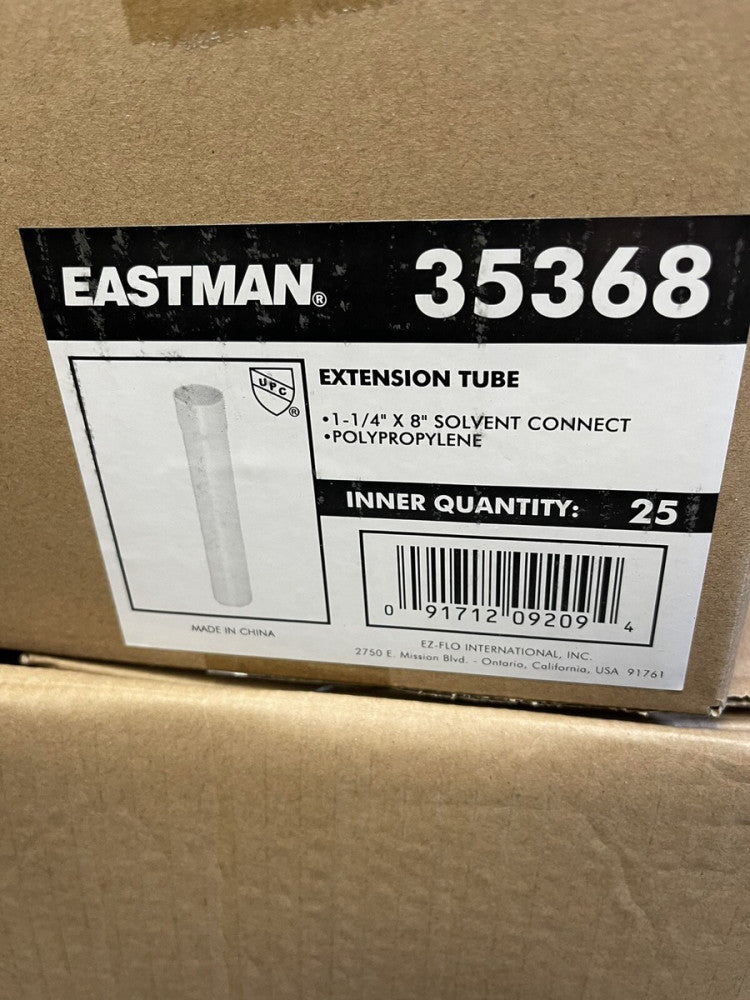 EASTMAN® 35368
EXTENSION TUBE
UPC®
•1-1/4" X 8" SOLVENT CONNECT
•POLYPROPYLENE
INNER QUANTITY: 25
0 91712 09209 4
MADE IN CHINA
EZ-FLO INTERNATIONAL, INC.
2750 E. Mission Blvd. - Ontario, California, USA 91761